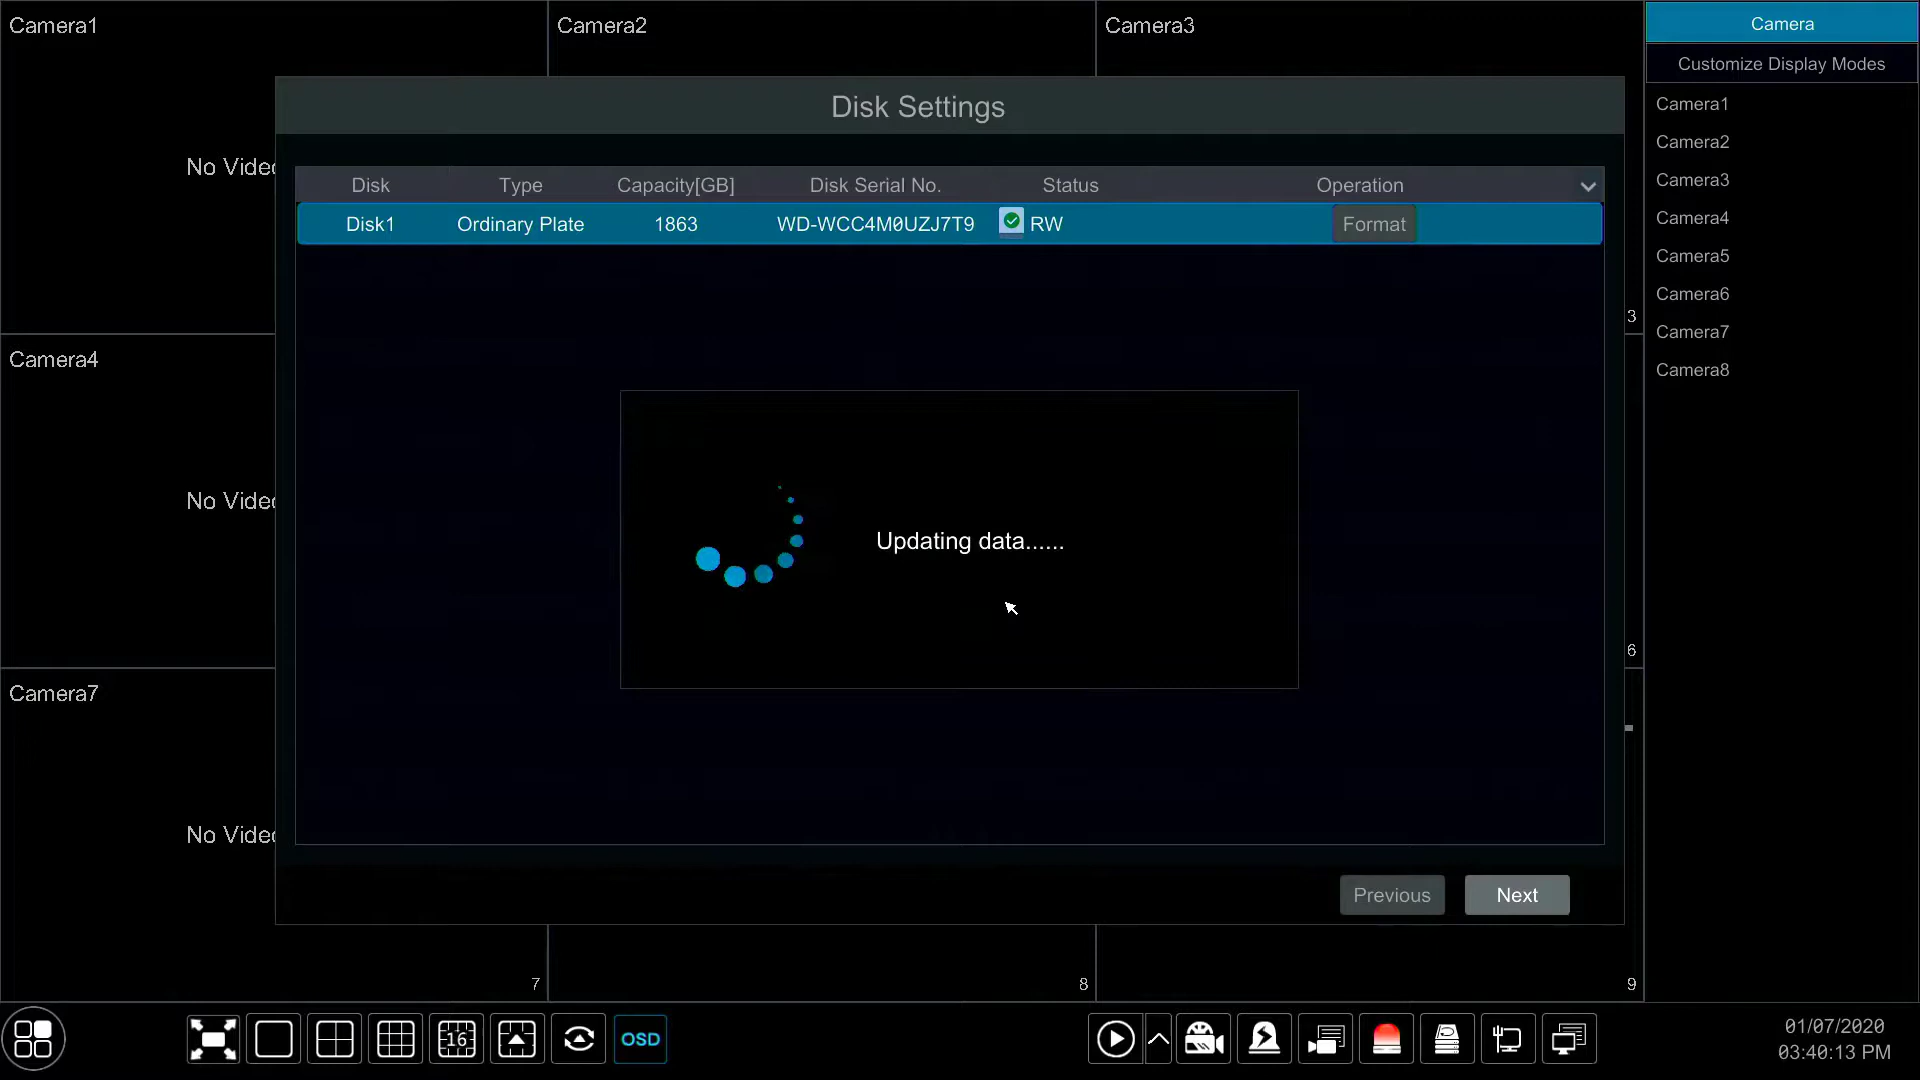 Camera1
Camera2
Camera3
Camera
Customize Display Modes
Disk Settings
Camera1
Camera2
Camera3
Camera4
Camera5
Camera6
Camera7
Camera8
No Video
Disk Type Capacity[GB] Disk Serial No. Status Operation
Disk1 Ordinary Plate 1863 WD-WCC4M0UZJ7T9 RW Format
3
Camera4
No Video
Updating data......
6
Camera7
No Video
Previous Next
7
8
9
16
OSD
01/07/2020
03:40:13 PM